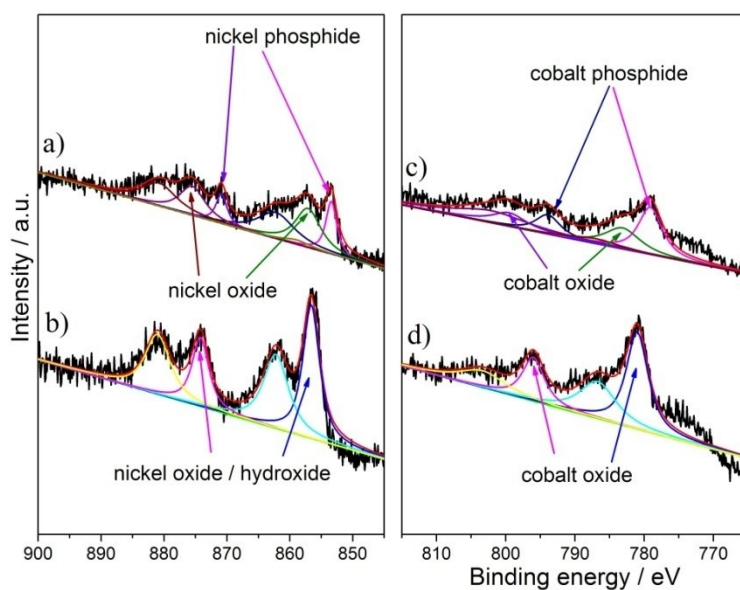 nickel phosphide
cobalt phosphide
a)
c)
nickel oxide
cobalt oxide
b)
d)
nickel oxide / hydroxide
cobalt oxide
Intensity / a.u.
900 890 880 870 860 850
810 800 790 780 770
Binding energy / eV